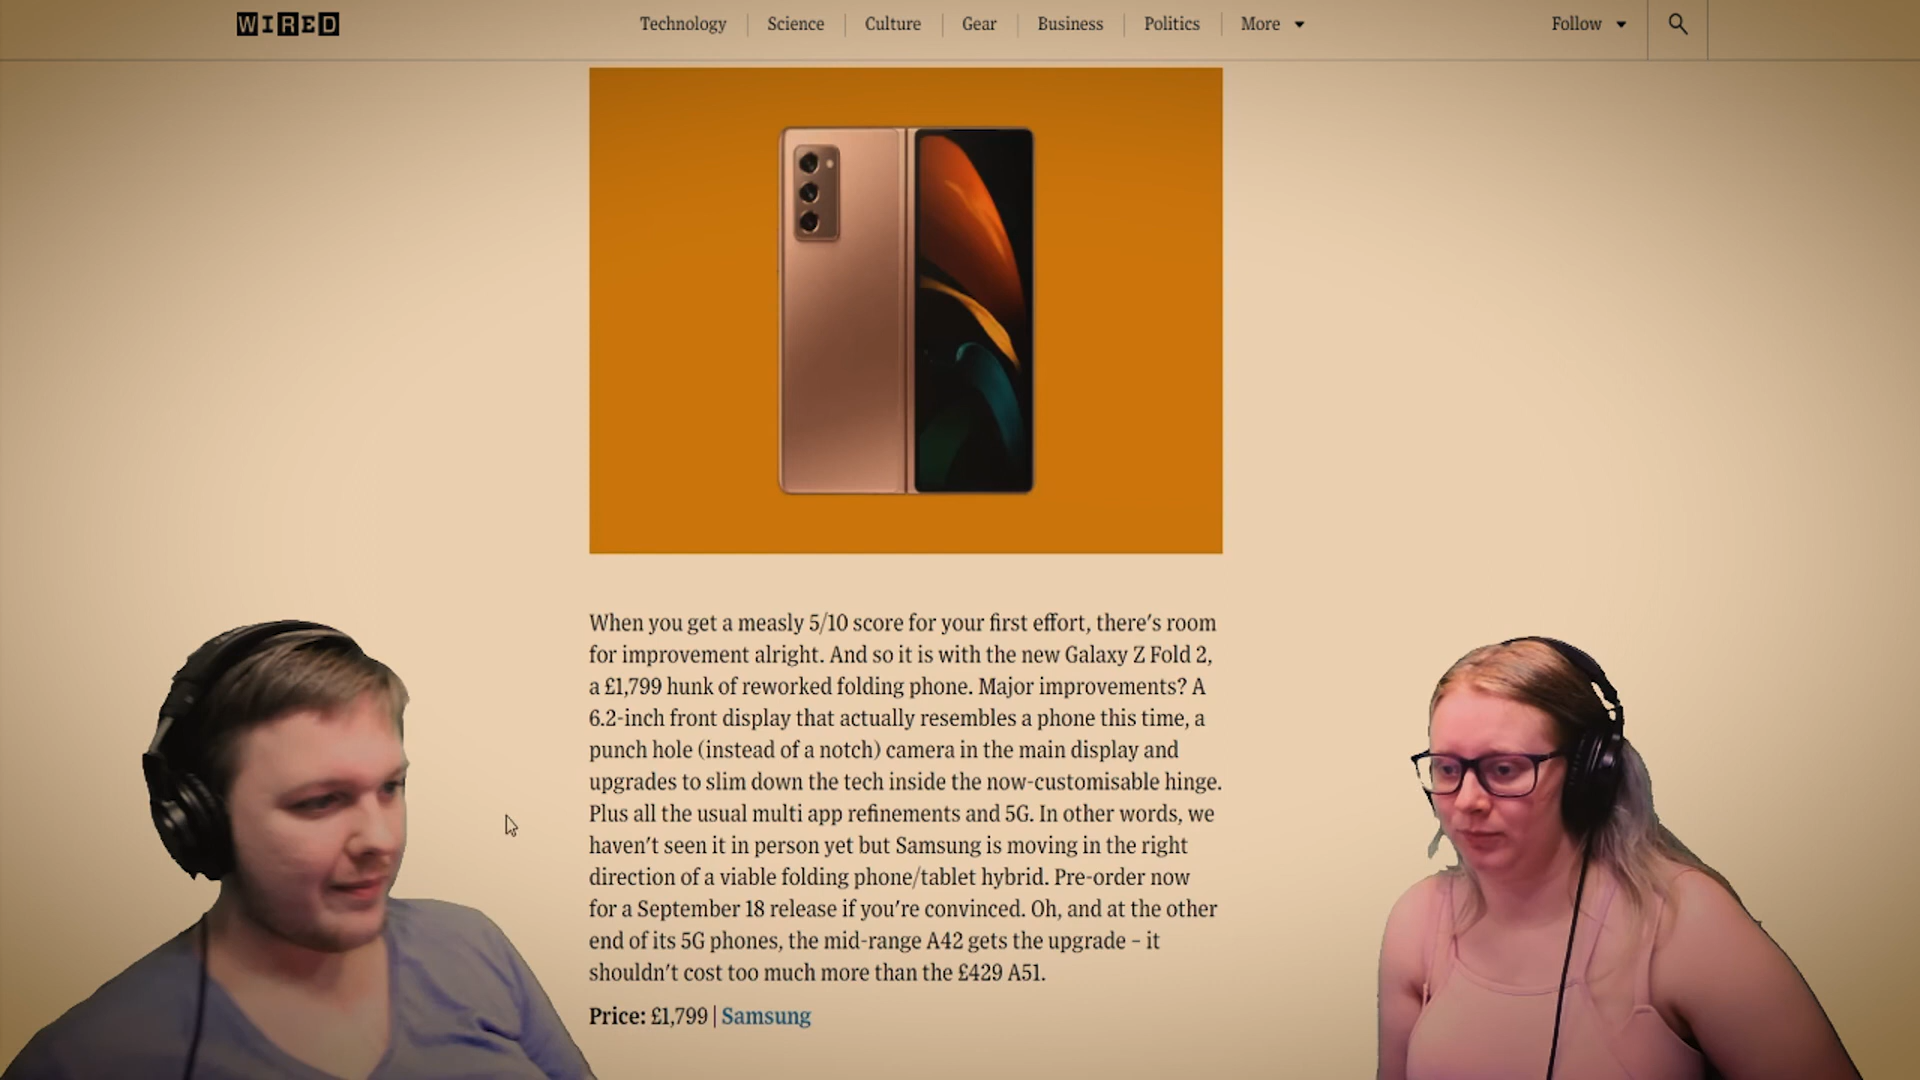 WIRED
Technology Science Culture Gear Business Politics More Follow
When you get a measly 5/10 score for your first effort, there's room
for improvement alright. And so it is with the new Galaxy Z Fold 2,
a £1,799 hunk of reworked folding phone. Major improvements? A
6.2-inch front display that actually resembles a phone this time, a
punch hole (instead of a notch) camera in the main display and
upgrades to slim down the tech inside the now-customisable hinge.
Plus all the usual multi app refinements and 5G. In other words, we
haven't seen it in person yet but Samsung is moving in the right
direction of a viable folding phone/tablet hybrid. Pre-order now
for a September 18 release if you're convinced. Oh, and at the other
end of its 5G phones, the mid-range A42 gets the upgrade – it
shouldn't cost too much more than the £429 A51.
Price: £1,799 | Samsung